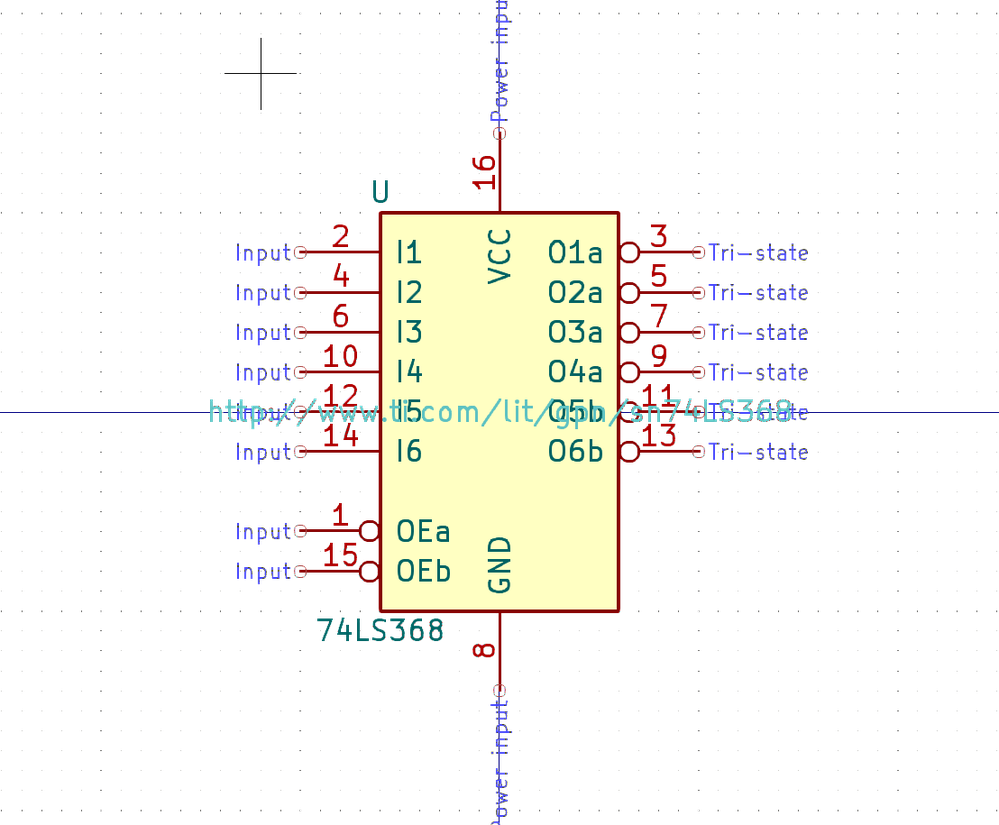 Power input
16
U
VCC
Input 2 I1 O1a 3 Tri-state
Input 4 I2 O2a 5 Tri-state
Input 6 I3 O3a 7 Tri-state
Input 10 I4 O4a 9 Tri-state
Input 12 I5 O5b 11 Tri-state
http://www.ti.com/lit/gpn/sn74LS368
Input 14 I6 O6b 13 Tri-state
Input 1 OEa
Input 15 OEb
GND
74LS368
8
Power input